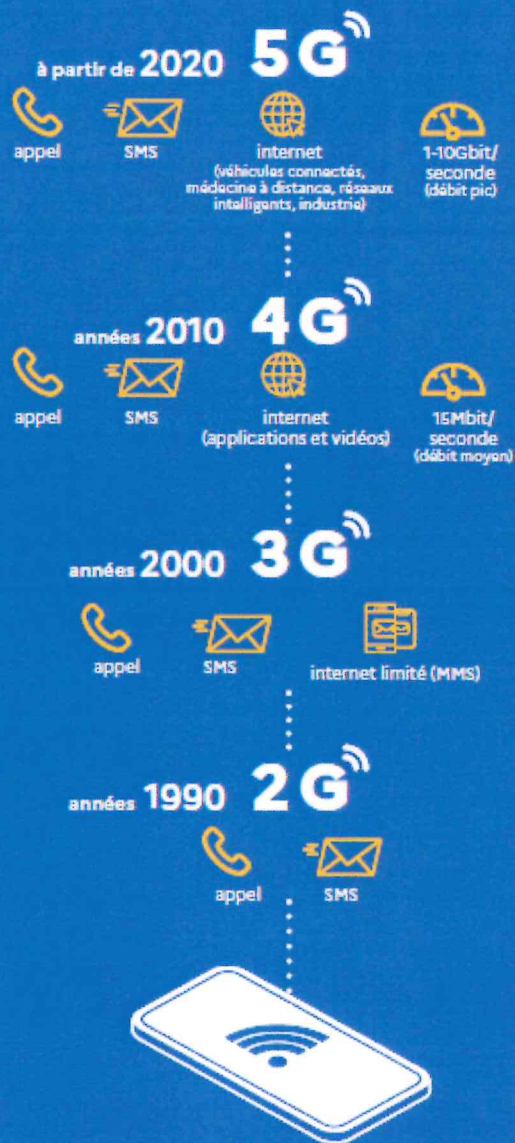 à partir de 2020 5G
appel
SMS
internet
(véhicules connectés,
médecine à distance, réseaux
intelligents, industrie)
1-10Gbit/
seconde
(débit pic)
années 2010 4G
appel
SMS
internet
(applications et vidéos)
15Mbit/
seconde
(débit moyen)
années 2000 3G
appel
SMS
internet limité (MMS)
années 1990 2G
appel
SMS